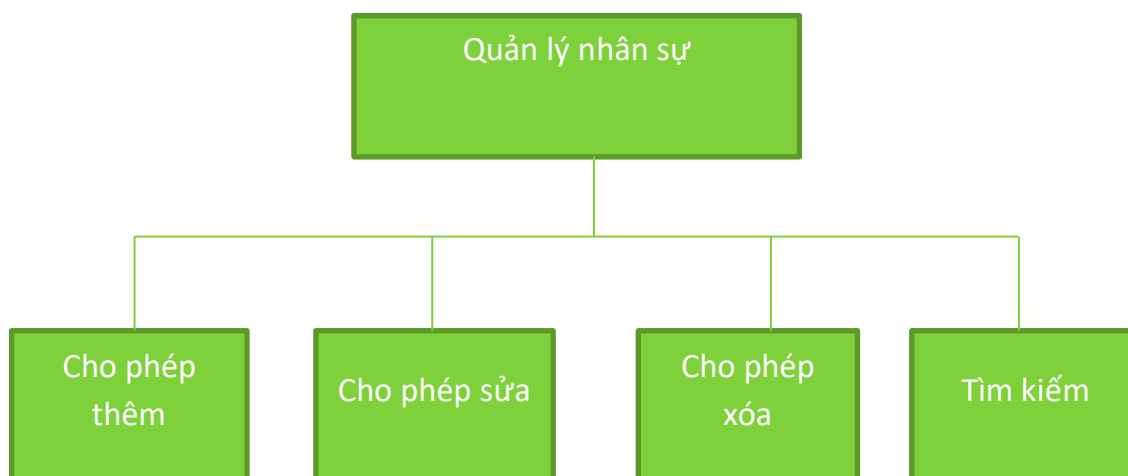 Quản lý nhân sự
Cho phép
thêm
Cho phép sửa
Cho phép
xóa
Tìm kiếm